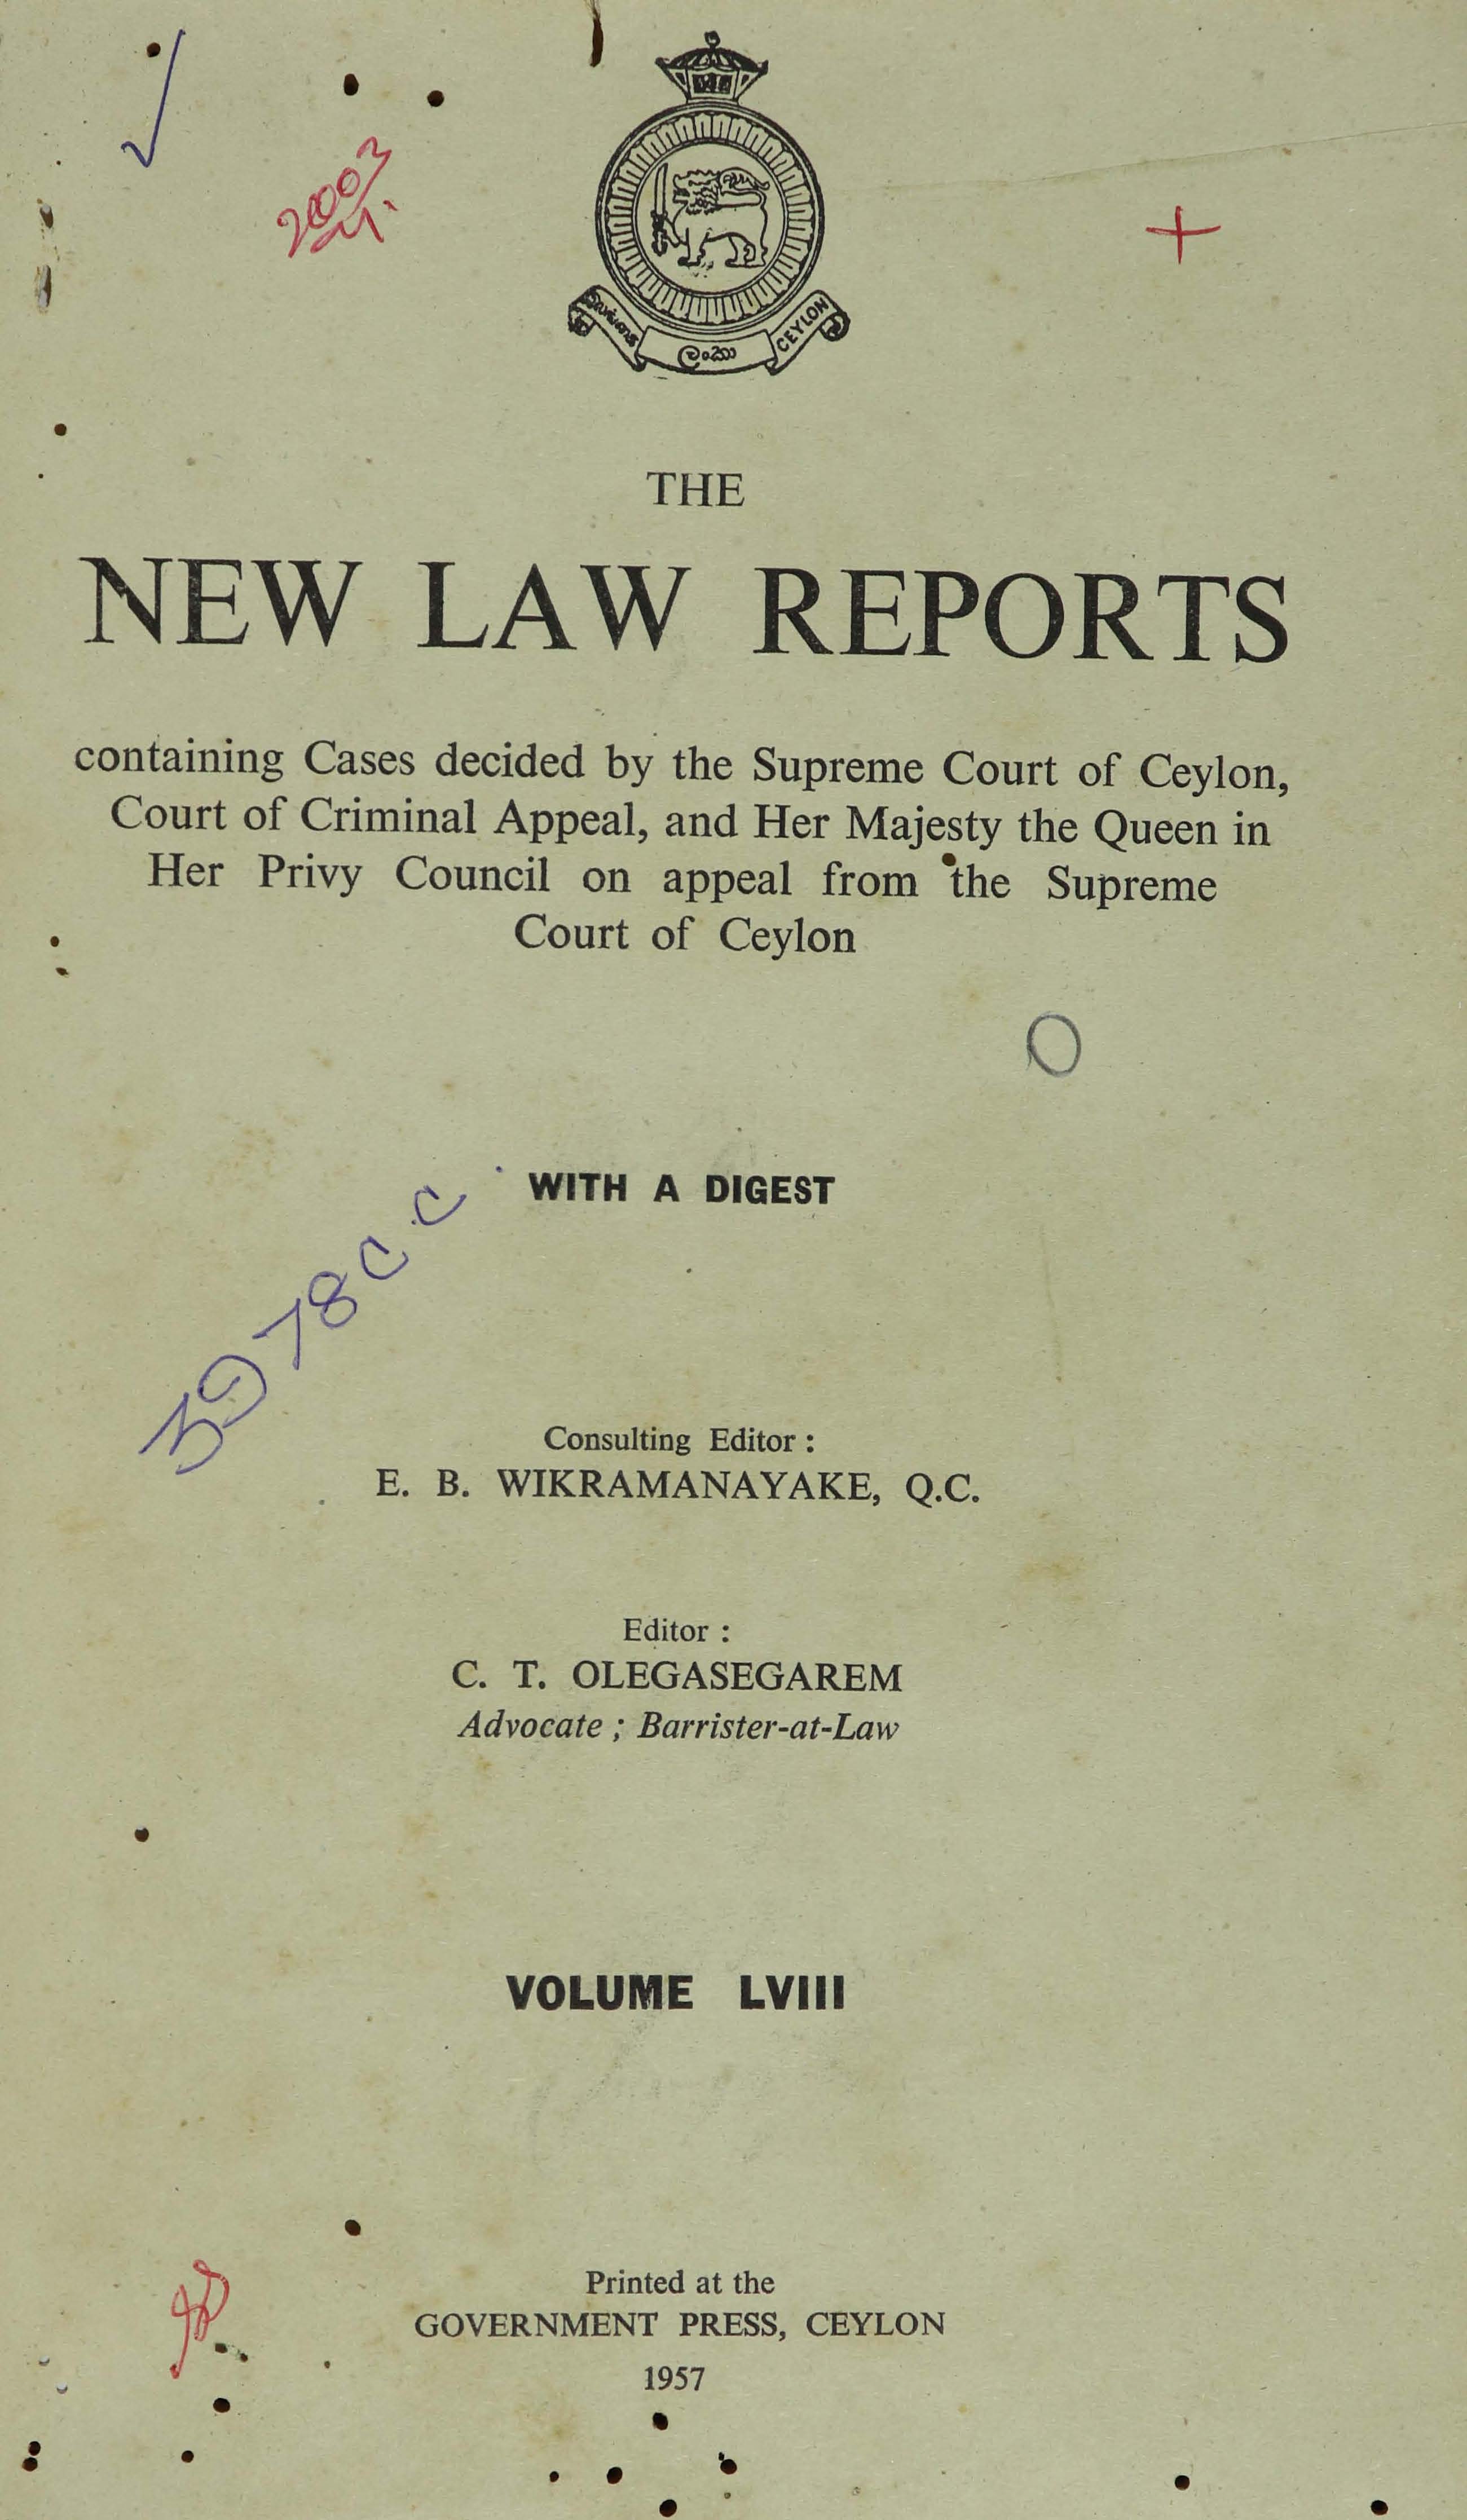 இலங்கை
ලංකා
CEYLON
THE
NEW LAW REPORTS
containing Cases decided by the Supreme Court of Ceylon,
Court of Criminal Appeal, and Her Majesty the Queen in
Her Privy Council on appeal from the Supreme
Court of Ceylon
WITH A DIGEST
Consulting Editor :
E. B. WIKRAMANAYAKE, Q.C.
Editor :
C. T. OLEGASEGAREM
Advocate ; Barrister-at-Law
VOLUME LVIII
Printed at the
GOVERNMENT PRESS, CEYLON
1957